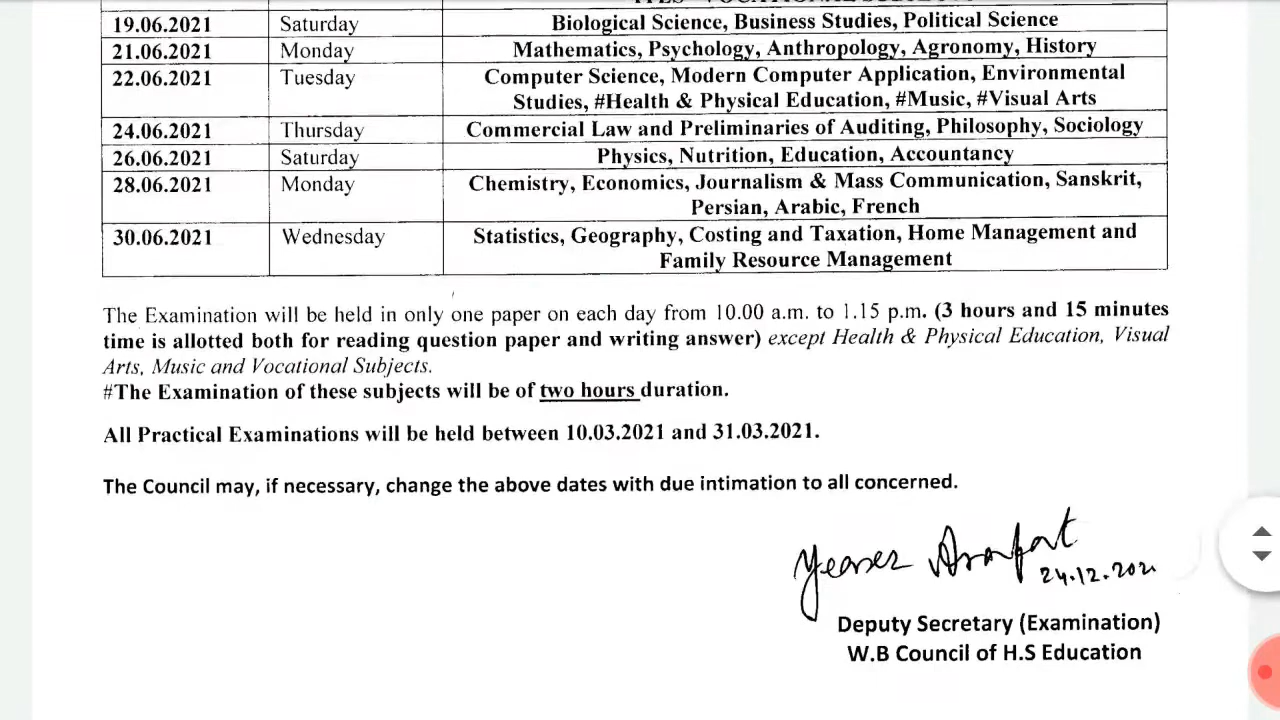 19.06.2021 Saturday Biological Science, Business Studies, Political Science
21.06.2021 Monday Mathematics, Psychology, Anthropology, Agronomy, History
22.06.2021 Tuesday Computer Science, Modern Computer Application, Environmental
Studies, #Health & Physical Education, #Music, #Visual Arts
24.06.2021 Thursday Commercial Law and Preliminaries of Auditing, Philosophy, Sociology
26.06.2021 Saturday Physics, Nutrition, Education, Accountancy
28.06.2021 Monday Chemistry, Economics, Journalism & Mass Communication, Sanskrit,
Persian, Arabic, French
30.06.2021 Wednesday Statistics, Geography, Costing and Taxation, Home Management and
Family Resource Management
The Examination will be held in only one paper on each day from 10.00 a.m. to 1.15 p.m. (3 hours and 15 minutes
time is allotted both for reading question paper and writing answer) except Health & Physical Education, Visual
Arts, Music and Vocational Subjects.
#The Examination of these subjects will be of two hours duration.
All Practical Examinations will be held between 10.03.2021 and 31.03.2021.
The Council may, if necessary, change the above dates with due intimation to all concerned.
Yeaser Arafat
24.12.202
Deputy Secretary (Examination)
W.B Council of H.S Education